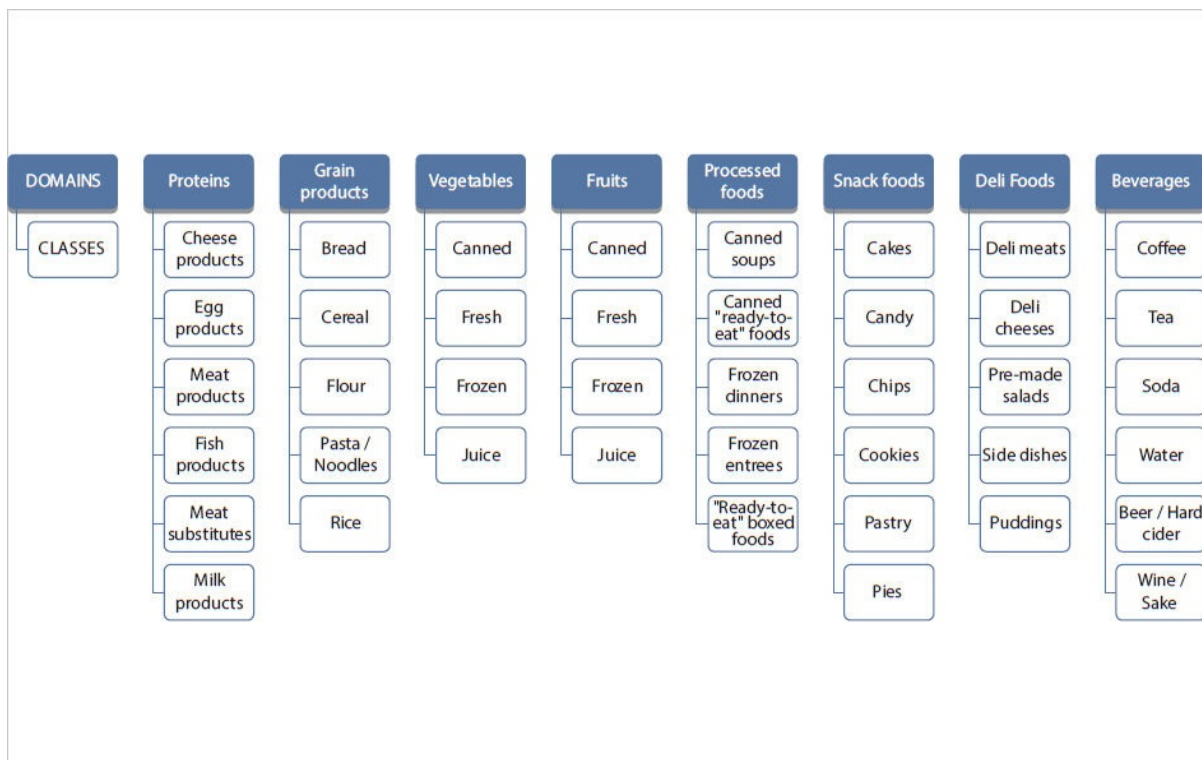 DOMAINS
CLASSES
Proteins
Cheese
products
Egg
products
Meat
products
Fish
products
Meat
substitutes
Milk
products
Grain
products
Bread
Cereal
Flour
Pasta /
Noodles
Rice
Vegetables
Canned
Fresh
Frozen
Juice
Fruits
Canned
Fresh
Frozen
Juice
Processed
foods
Canned
soups
Canned
"ready-to-
eat" foods
Frozen
dinners
Frozen
entrees
"Ready-to-
eat" boxed
foods
Snack foods
Cakes
Candy
Chips
Cookies
Pastry
Pies
Deli Foods
Deli meats
Deli
cheeses
Pre-made
salads
Side dishes
Puddings
Beverages
Coffee
Tea
Soda
Water
Beer / Hard
cider
Wine /
Sake